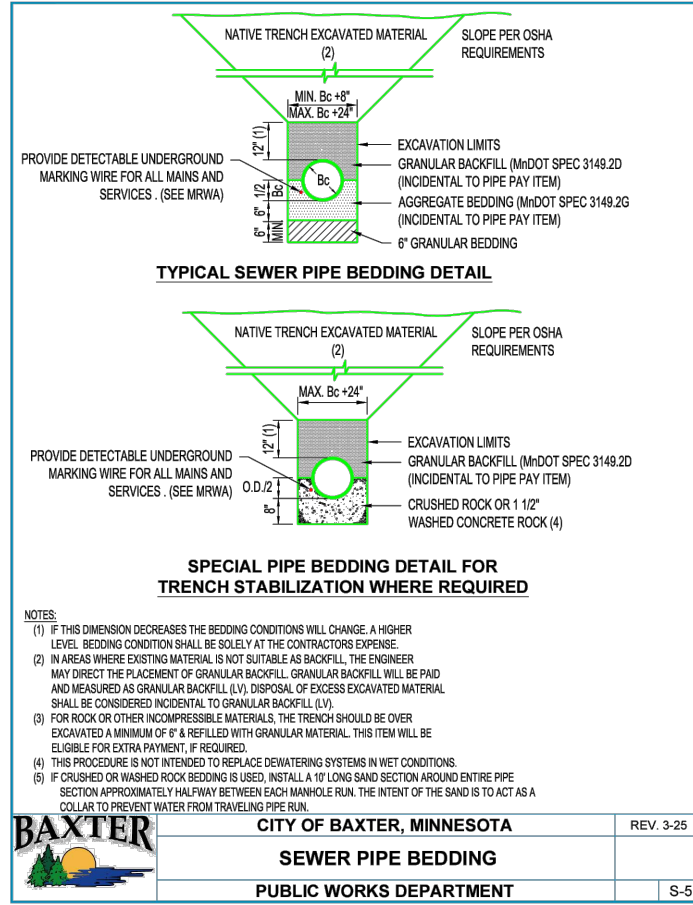 NATIVE TRENCH EXCAVATED MATERIAL
(2)
SLOPE PER OSHA
REQUIREMENTS
MIN. Bc +8"
MAX. Bc +24"
12" (1)
PROVIDE DETECTABLE UNDERGROUND
MARKING WIRE FOR ALL MAINS AND
SERVICES . (SEE MRWA)
Bc
1/2
Bc
6"
6"
MIN.
EXCAVATION LIMITS
GRANULAR BACKFILL (MnDOT SPEC 3149.2D
(INCIDENTAL TO PIPE PAY ITEM)
AGGREGATE BEDDING (MnDOT SPEC 3149.2G
(INCIDENTAL TO PIPE PAY ITEM)
6" GRANULAR BEDDING
TYPICAL SEWER PIPE BEDDING DETAIL
NATIVE TRENCH EXCAVATED MATERIAL
(2)
SLOPE PER OSHA
REQUIREMENTS
MAX. Bc +24"
12" (1)
PROVIDE DETECTABLE UNDERGROUND
MARKING WIRE FOR ALL MAINS AND
SERVICES . (SEE MRWA)
O.D./2
8"
EXCAVATION LIMITS
GRANULAR BACKFILL (MnDOT SPEC 3149.2D
(INCIDENTAL TO PIPE PAY ITEM)
CRUSHED ROCK OR 1 1/2"
WASHED CONCRETE ROCK (4)
SPECIAL PIPE BEDDING DETAIL FOR
TRENCH STABILIZATION WHERE REQUIRED
NOTES:
(1) IF THIS DIMENSION DECREASES THE BEDDING CONDITIONS WILL CHANGE. A HIGHER
LEVEL BEDDING CONDITION SHALL BE SOLELY AT THE CONTRACTORS EXPENSE.
(2) IN AREAS WHERE EXISTING MATERIAL IS NOT SUITABLE AS BACKFILL, THE ENGINEER
MAY DIRECT THE PLACEMENT OF GRANULAR BACKFILL. GRANULAR BACKFILL WILL BE PAID
AND MEASURED AS GRANULAR BACKFILL (LV). DISPOSAL OF EXCESS EXCAVATED MATERIAL
SHALL BE CONSIDERED INCIDENTAL TO GRANULAR BACKFILL (LV).
(3) FOR ROCK OR OTHER INCOMPRESSIBLE MATERIALS, THE TRENCH SHOULD BE OVER
EXCAVATED A MINIMUM OF 6" & REFILLED WITH GRANULAR MATERIAL. THIS ITEM WILL BE
ELIGIBLE FOR EXTRA PAYMENT, IF REQUIRED.
(4) THIS PROCEDURE IS NOT INTENDED TO REPLACE DEWATERING SYSTEMS IN WET CONDITIONS.
(5) IF CRUSHED OR WASHED ROCK BEDDING IS USED, INSTALL A 10' LONG SAND SECTION AROUND ENTIRE PIPE
SECTION APPROXIMATELY HALFWAY BETWEEN EACH MANHOLE RUN. THE INTENT OF THE SAND IS TO ACT AS A
COLLAR TO PREVENT WATER FROM TRAVELING PIPE RUN.
BAXTER
CITY OF BAXTER, MINNESOTA
REV. 3-25
SEWER PIPE BEDDING
PUBLIC WORKS DEPARTMENT
S-5